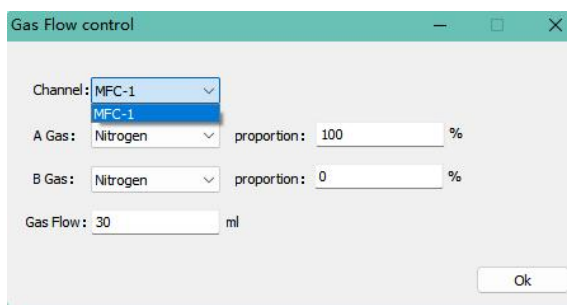 Gas Flow control
Channel: MFC-1
MFC-1
A Gas: Nitrogen proportion: 100 %
B Gas: Nitrogen proportion: 0 %
Gas Flow: 30 ml
Ok